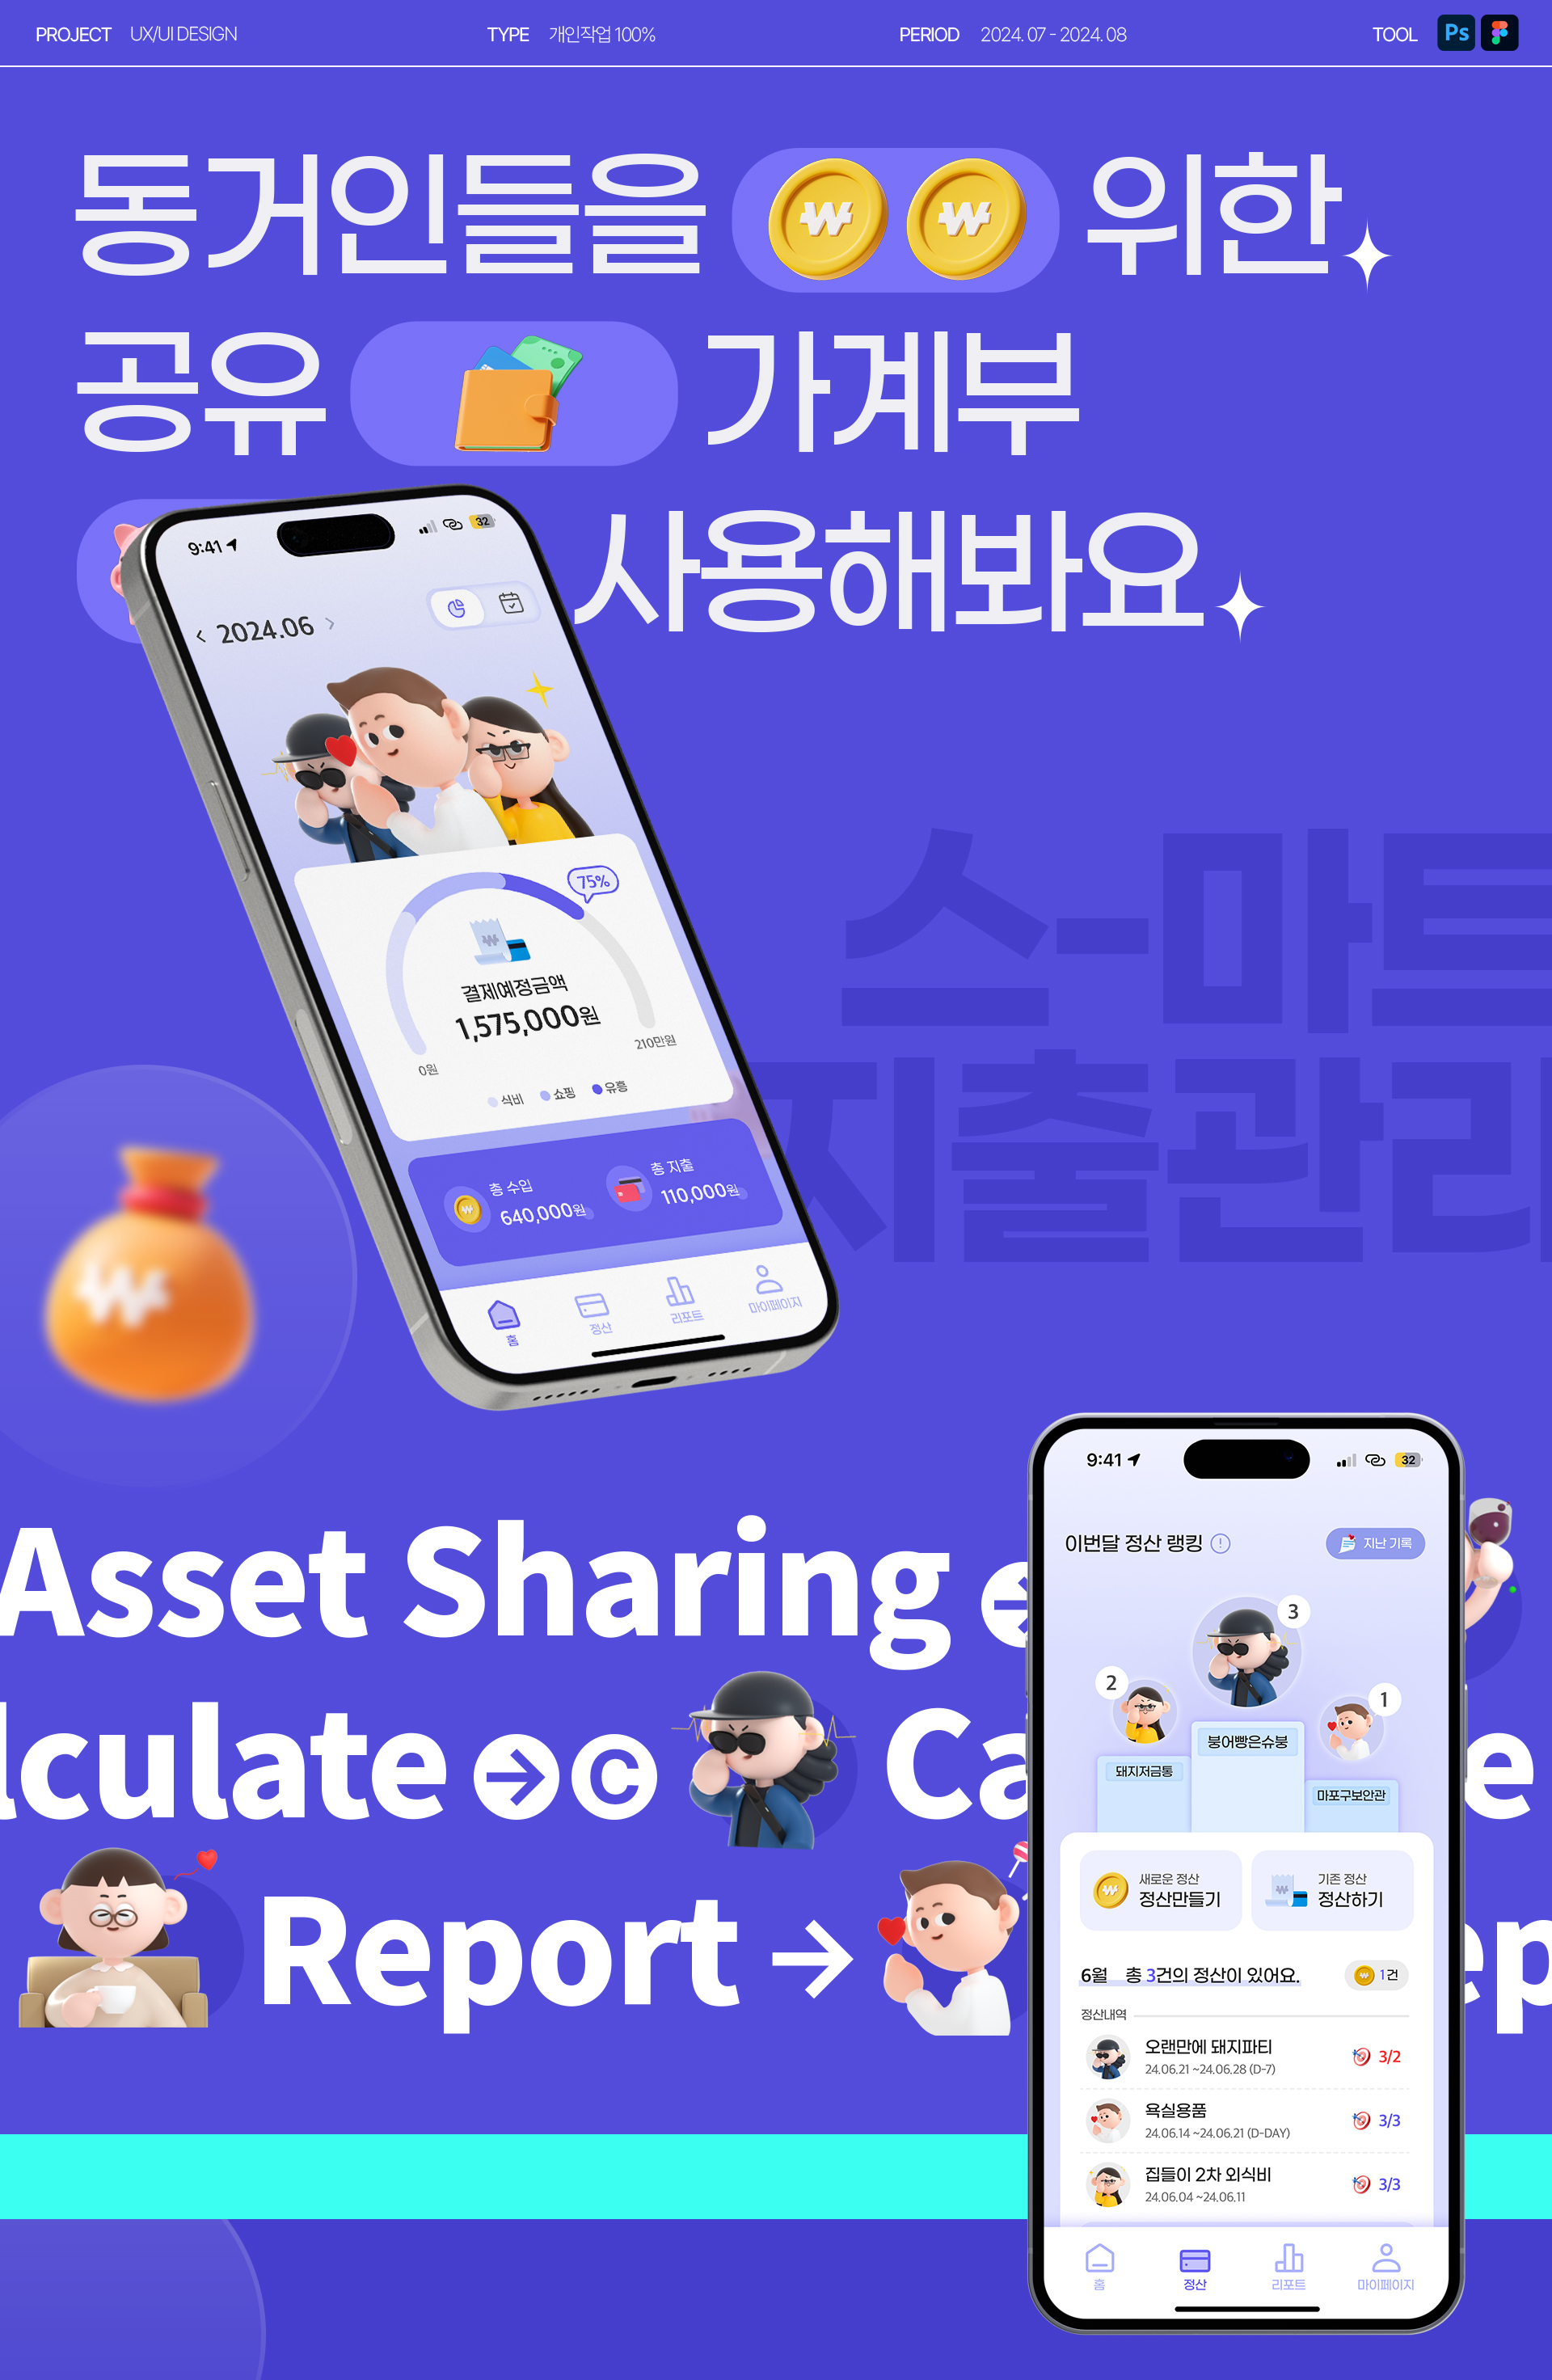 PROJECT UX/UI DESIGN TYPE 개인작업 100% PERIOD 2024. 07 - 2024. 08 TOOL Ps
동거인들을 위한
공유 가계부
사용해봐요
9:41 32
2024.06
75%
결제예정금액
1,575,000원
0원 210만원
식비 쇼핑 유흥
총 수입 총 지출
640,000원 110,000원
홈 정산 리포트 마이페이지
스-마트
지출관리
9:41 32
이번달 정산 랭킹 지난 기록
3
2
1
붕어빵은슈붕
돼지저금통
마포구보안관
새로운 정산 기존 정산
정산만들기 정산하기
6월 총 3건의 정산이 있어요. 1건
정산내역
오랜만에 돼지파티
24.06.21 ~24.06.28 (D-7) 3/2
욕실용품
24.06.14 ~24.06.21 (D-DAY) 3/3
집들이 2차 외식비
24.06.04 ~24.06.11 3/3
홈 정산 리포트 마이페이지
Asset Sharing
lculate C Ca e
Report ep